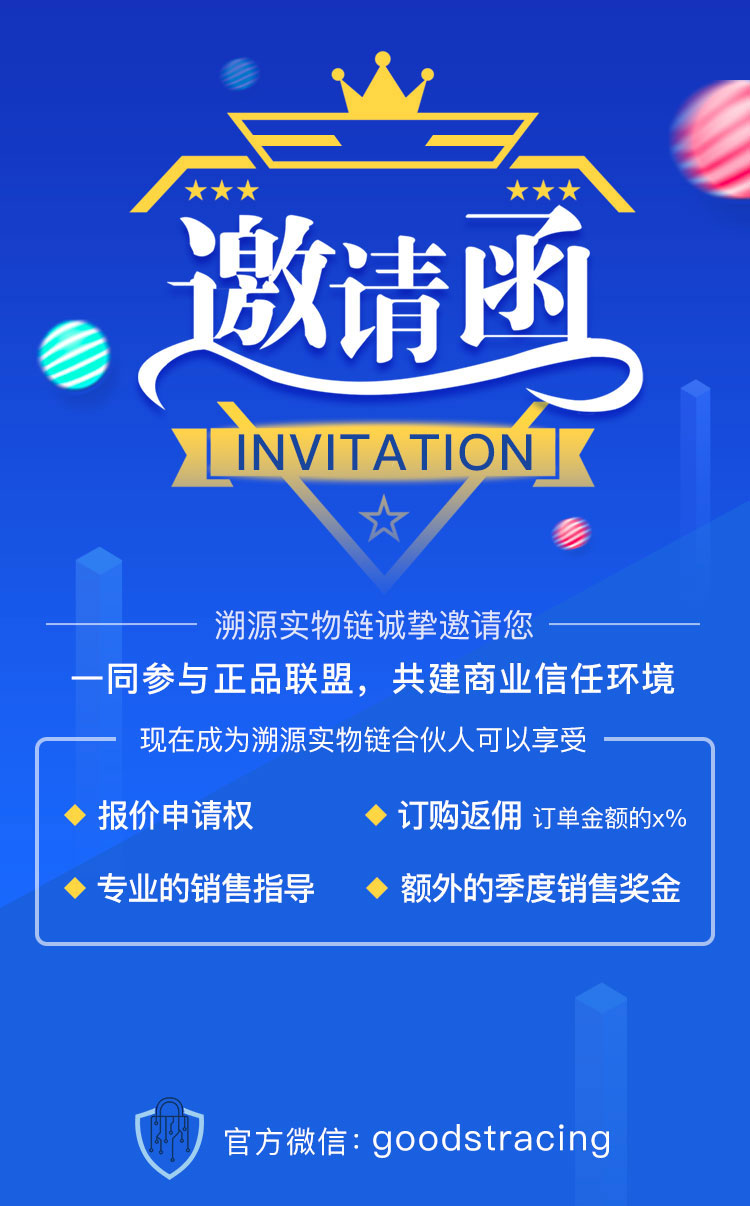 邀请函
INVITATION
溯源实物链诚挚邀请您
一同参与正品联盟，共建商业信任环境
现在成为溯源实物链合伙人可以享受
报价申请权
订购返佣 订单金额的x%
专业的销售指导
额外的季度销售奖金
官方微信：goodstracing